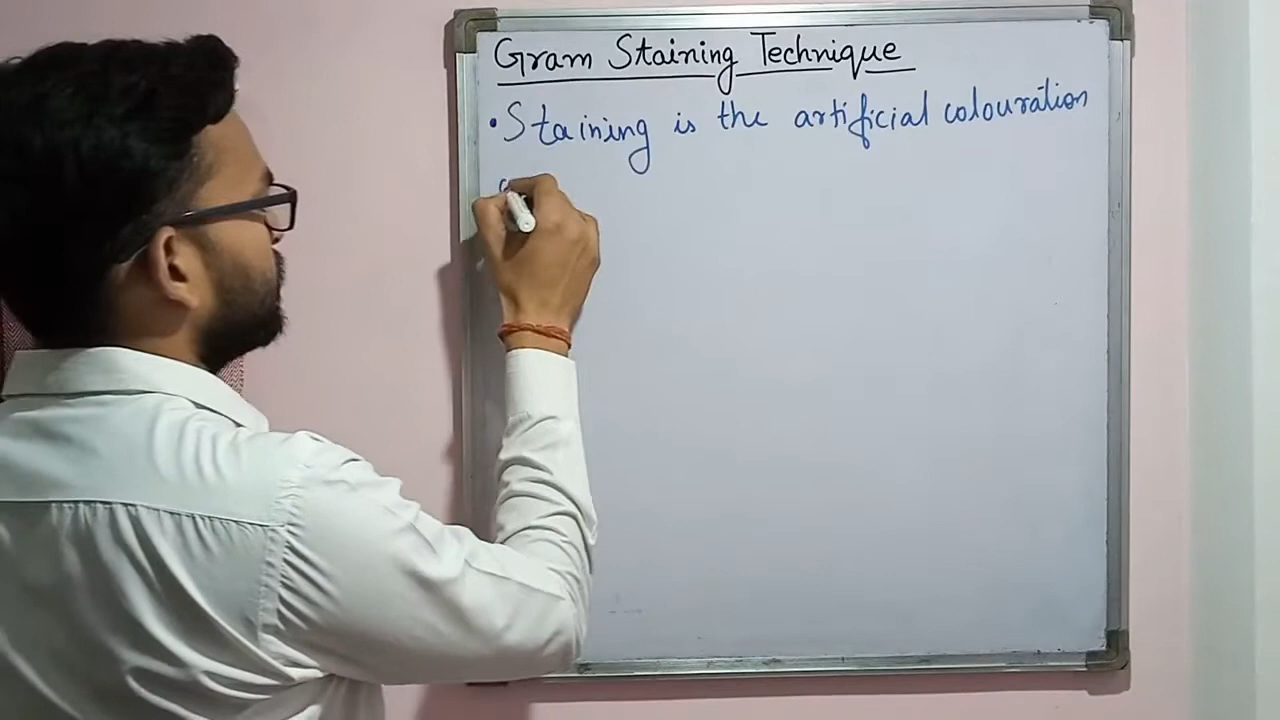 Gram Staining Technique
• Staining is the artificial colouration